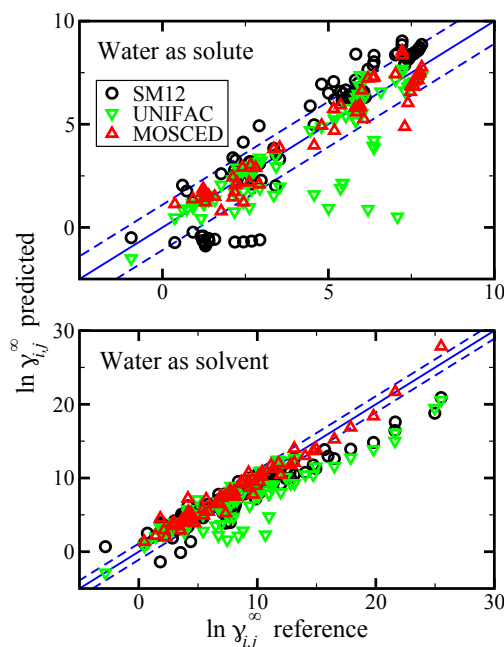 10
5
0
Water as solute
SM12
UNIFAC
MOSCED
0
5
10
ln γ∞i,j predicted
30
20
10
0
Water as solvent
0
10
20
30
ln γ∞i,j reference